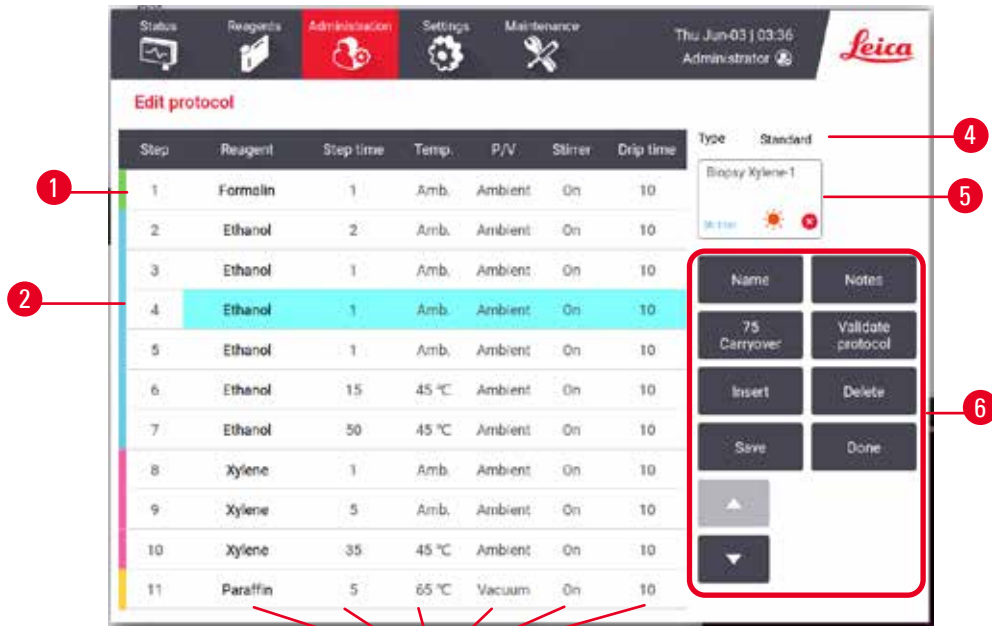 Status Reagents Administration Settings Maintenance
Thu Jun-03 | 03:36
Administrator
Leica
Edit protocol
Step Reagent Step time Temp. P/V Stirrer Drip time
1 Formalin 1 Amb. Ambient On 10
2 Ethanol 2 Amb. Ambient On 10
3 Ethanol 1 Amb. Ambient On 10
4 Ethanol 1 Amb. Ambient On 10
5 Ethanol 1 Amb. Ambient On 10
6 Ethanol 15 45 °C Ambient On 10
7 Ethanol 50 45 °C Ambient On 10
8 Xylene 1 Amb. Ambient On 10
9 Xylene 5 Amb. Ambient On 10
10 Xylene 35 45 °C Ambient On 10
11 Paraffin 5 65 °C Vacuum On 10
Type Standard
Biopsy Xylene-1
Name
Notes
75
Carryover
Validate
protocol
Insert
Delete
Save
Done
1
2
4
5
6